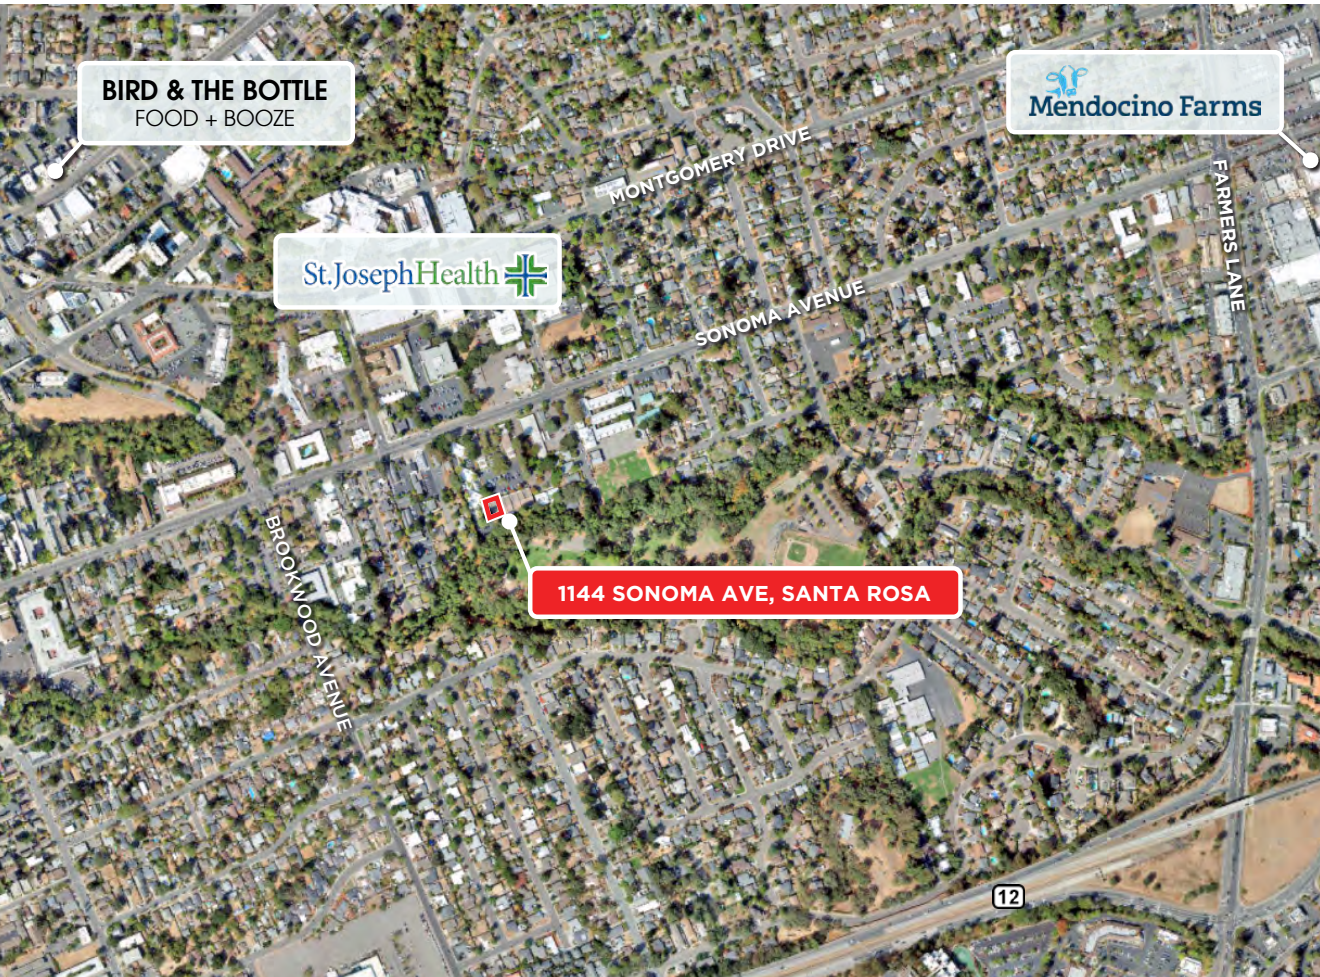 BIRD & THE BOTTLE
FOOD + BOOZE
Mendocino Farms
MONTGOMERY DRIVE
FARMERS LANE
St.JosephHealth
SONOMA AVENUE
BROOKWOOD AVENUE
1144 SONOMA AVE, SANTA ROSA
12